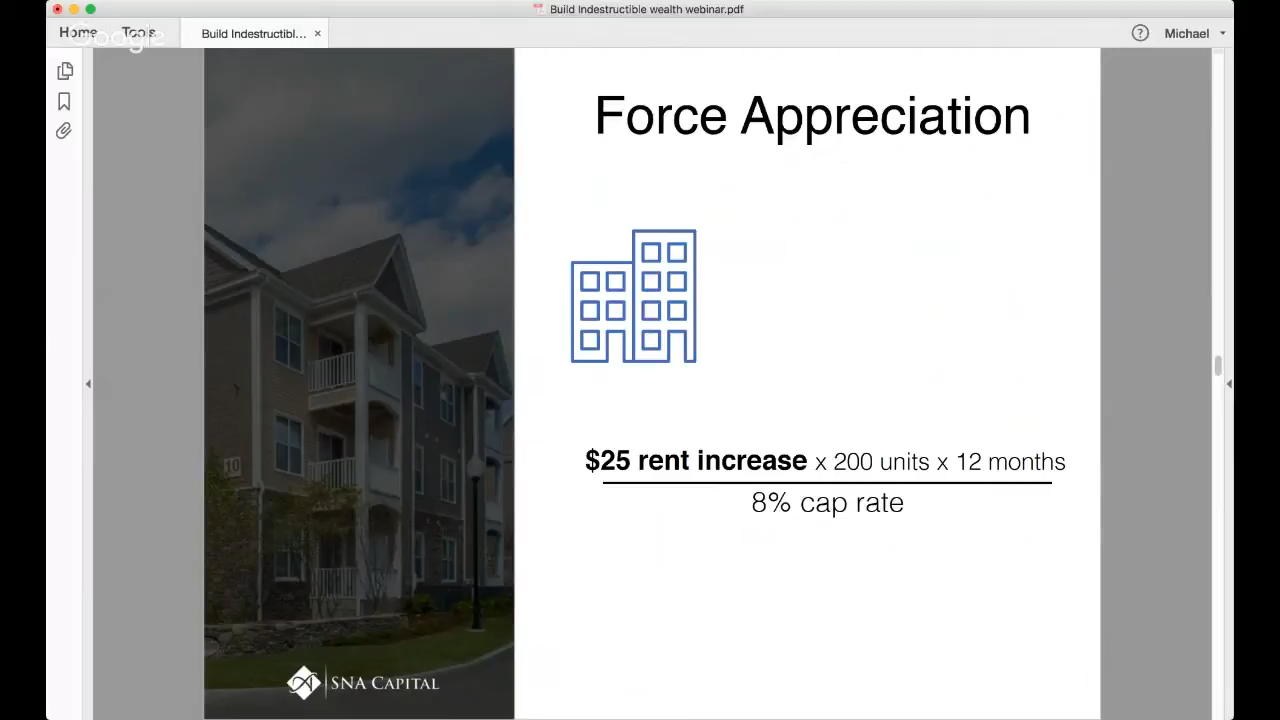 Build Indestructible wealth webinar.pdf
Home
Tools
Google
Build Indestructibl... ×
? Michael
Force Appreciation
10
$25 rent increase x 200 units x 12 months
8% cap rate
SNA CAPITAL